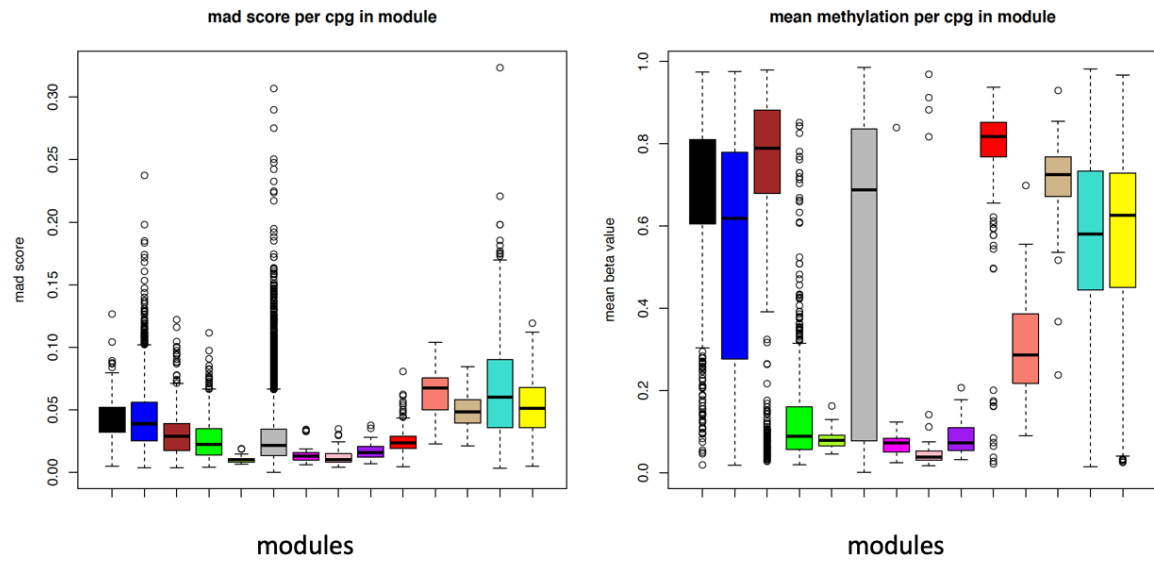 mad score per cpg in module
mad score
0.00
0.05
0.10
0.15
0.20
0.25
0.30
modules
mean methylation per cpg in module
mean beta value
0.0
0.2
0.4
0.6
0.8
1.0
modules